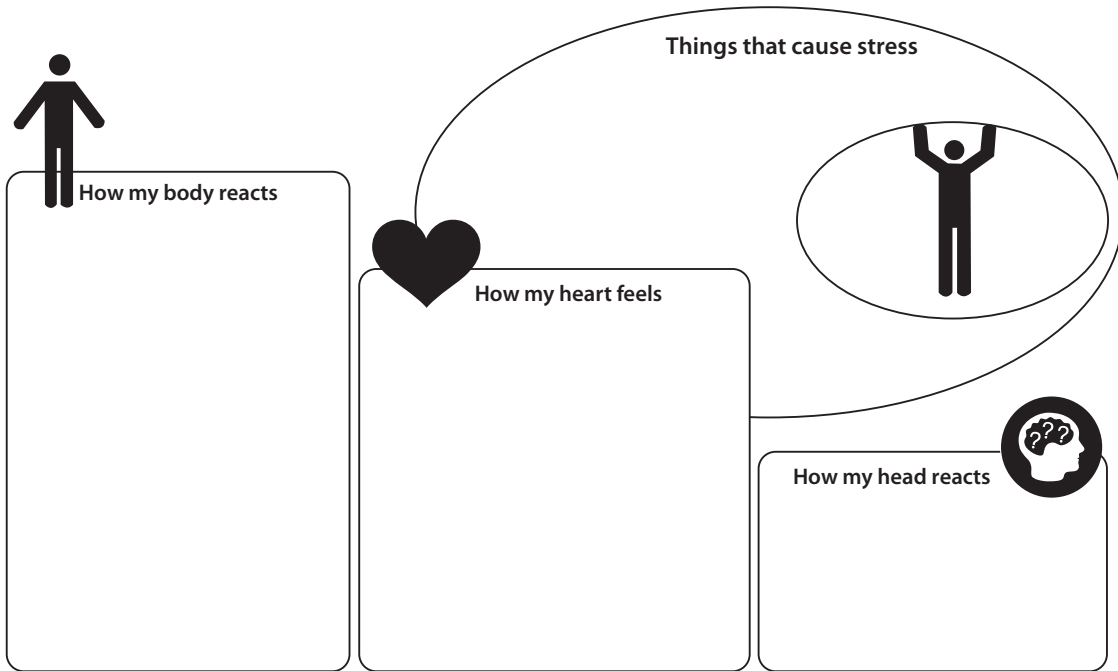 Things that cause stress
How my body reacts
How my heart feels
How my head reacts
? ? ?